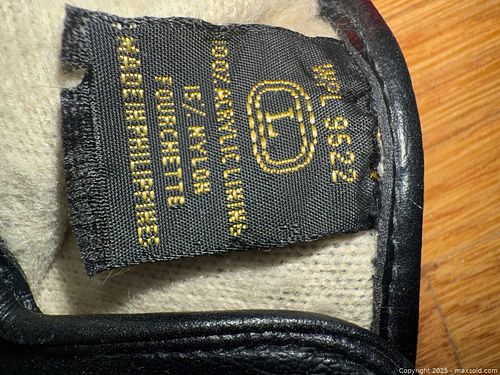 WPL 9622
L
100% ACRYLIC LINING
15% NYLON
FOURCHETTE
MADE IN PHILIPPINES
Copyright 2025 - maxsold.com